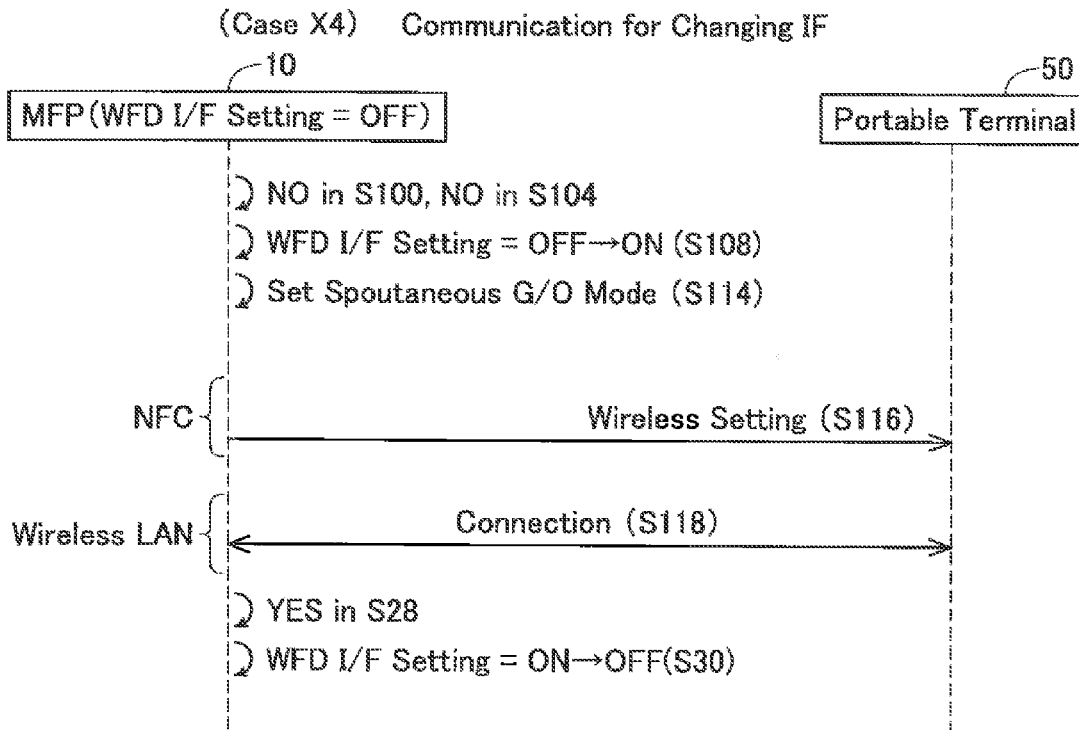 (Case X4) Communication for Changing IF
10
50
MFP(WFD I/F Setting = OFF)
Portable Terminal
NO in S100, NO in S104
WFD I/F Setting = OFF→ON (S108)
Set Spoutaneous G/O Mode (S114)
NFC
Wireless Setting (S116)
Wireless LAN
Connection (S118)
YES in S28
WFD I/F Setting = ON→OFF(S30)